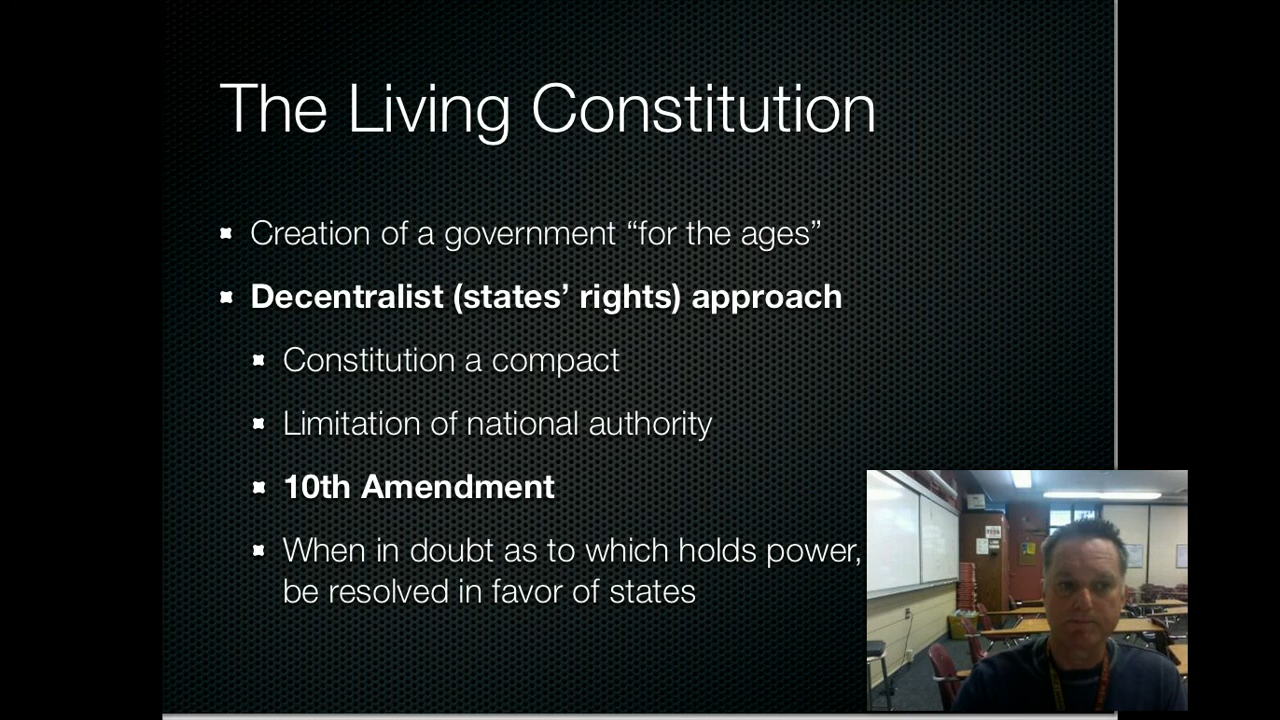 The Living Constitution
Creation of a government “for the ages”
Decentralist (states’ rights) approach
Constitution a compact
Limitation of national authority
10th Amendment
When in doubt as to which holds power,
be resolved in favor of states